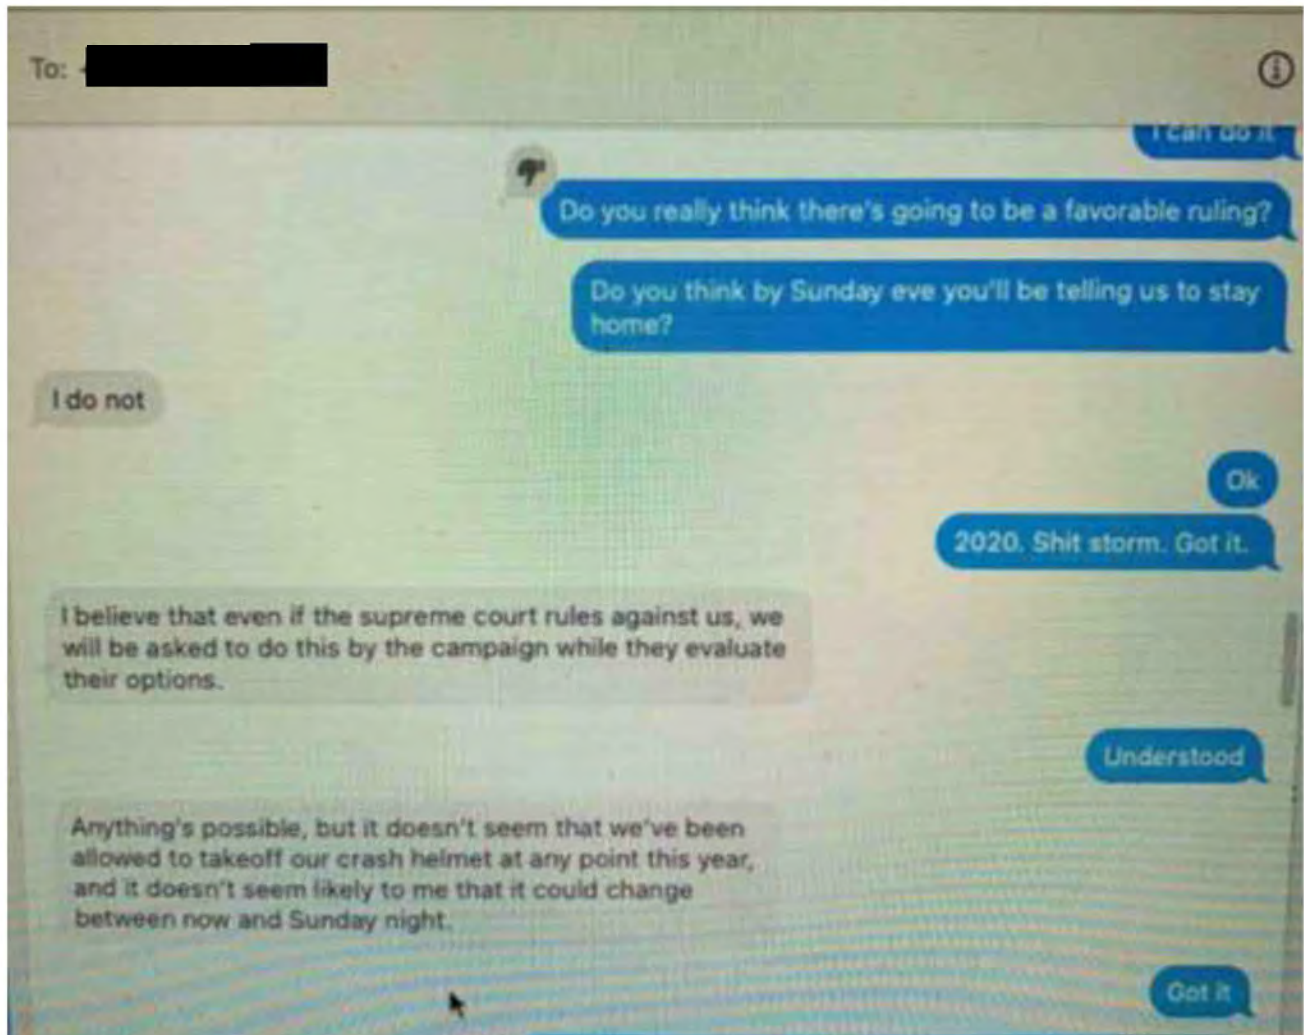 To:
I can do it
Do you really think there's going to be a favorable ruling?
Do you think by Sunday eve you'll be telling us to stay
home?
I do not
Ok
2020. Shit storm. Got it.
I believe that even if the supreme court rules against us, we
will be asked to do this by the campaign while they evaluate
their options.
Understood
Anything's possible, but it doesn't seem that we've been
allowed to takeoff our crash helmet at any point this year,
and it doesn't seem likely to me that it could change
between now and Sunday night.
Got it